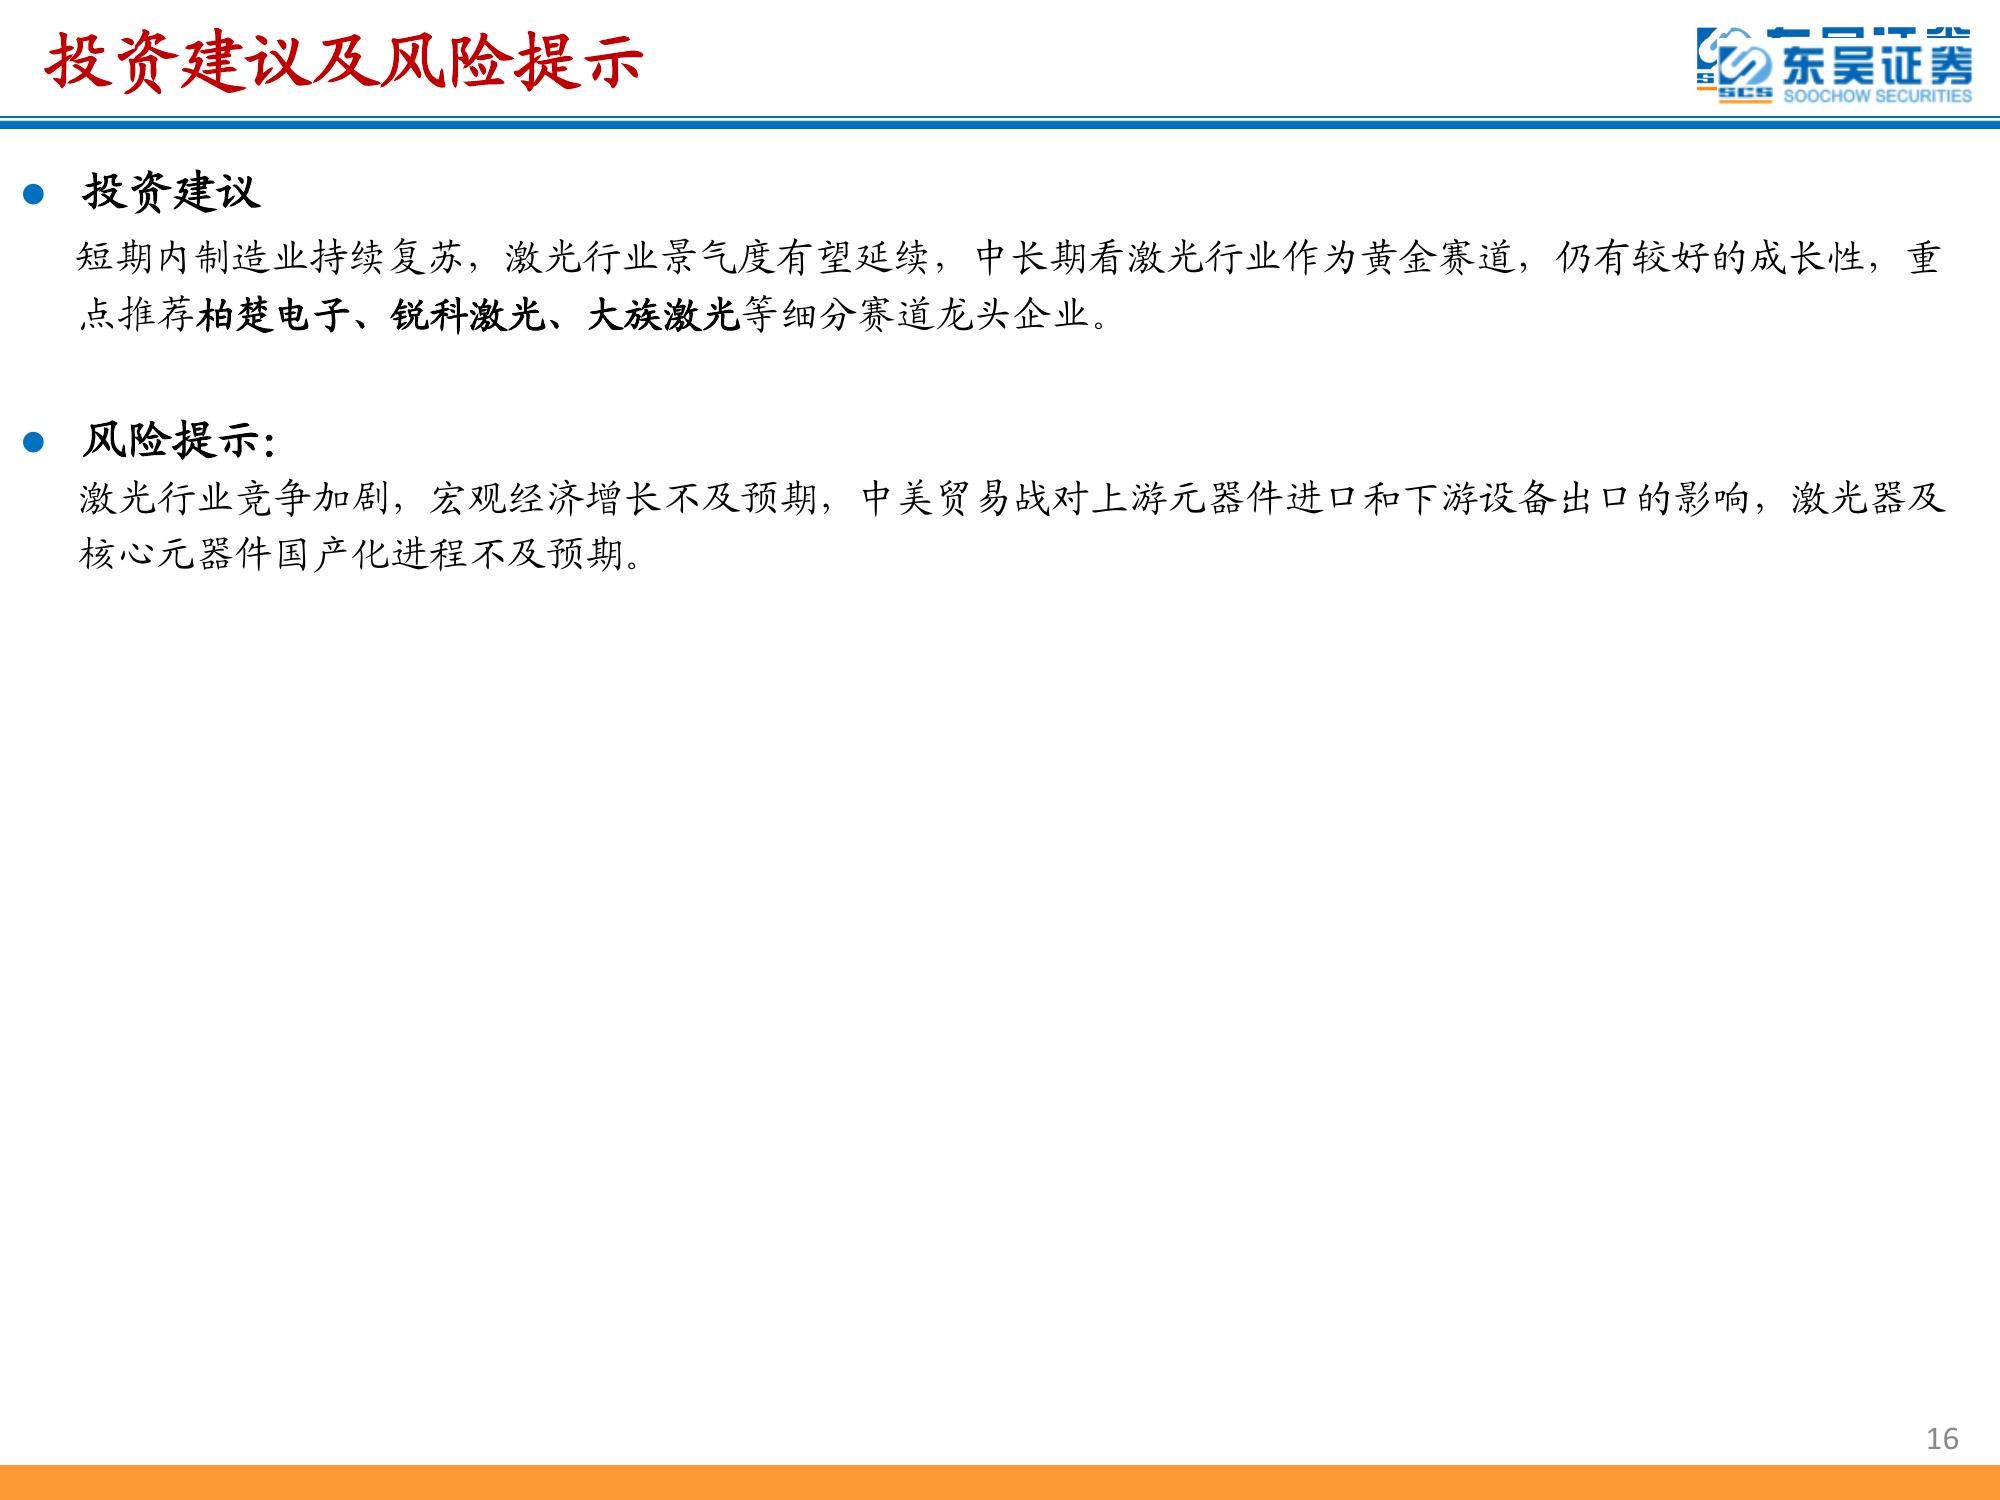 投资建议及风险提示
东吴证券
SCS
SOOCHOW SECURITIES
投资建议
短期内制造业持续复苏，激光行业景气度有望延续，中长期看激光行业作为黄金赛道，仍有较好的成长性，重
点推荐柏楚电子、锐科激光、大族激光等细分赛道龙头企业。
风险提示：
激光行业竞争加剧，宏观经济增长不及预期，中美贸易战对上游元器件进口和下游设备出口的影响，激光器及
核心元器件国产化进程不及预期。
16